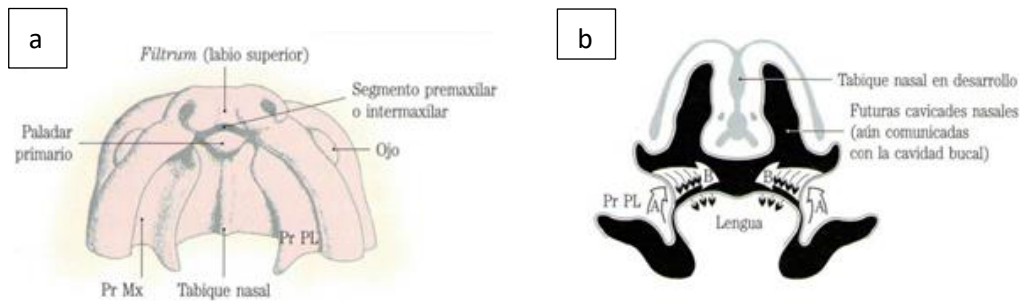 a
Filtrum (labio superior)
Segmento premaxilar
o intermaxilar
Paladar
primario
Ojo
Pr PL
Pr Mx
Tabique nasal
b
Tabique nasal en desarrollo
Futuras cavicades nasales
(aún comunicadas
con la cavidad bucal)
B
B
Pr PL
A
A
Lengua